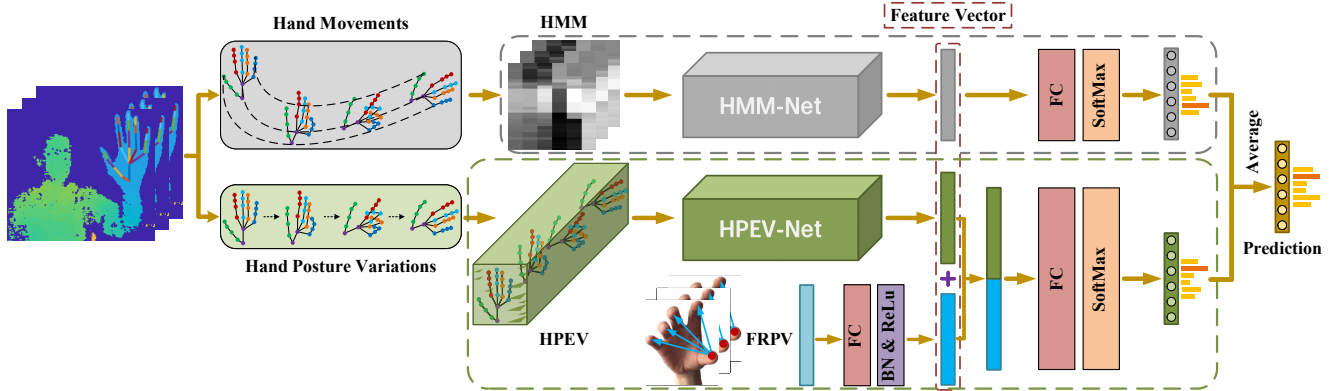 Hand Movements
HMM
Feature Vector
HMM-Net
FC
SoftMax
Average
Hand Posture Variations
HPEV
HPEV-Net
FRPV
FC
BN & ReLu
FC
SoftMax
Prediction